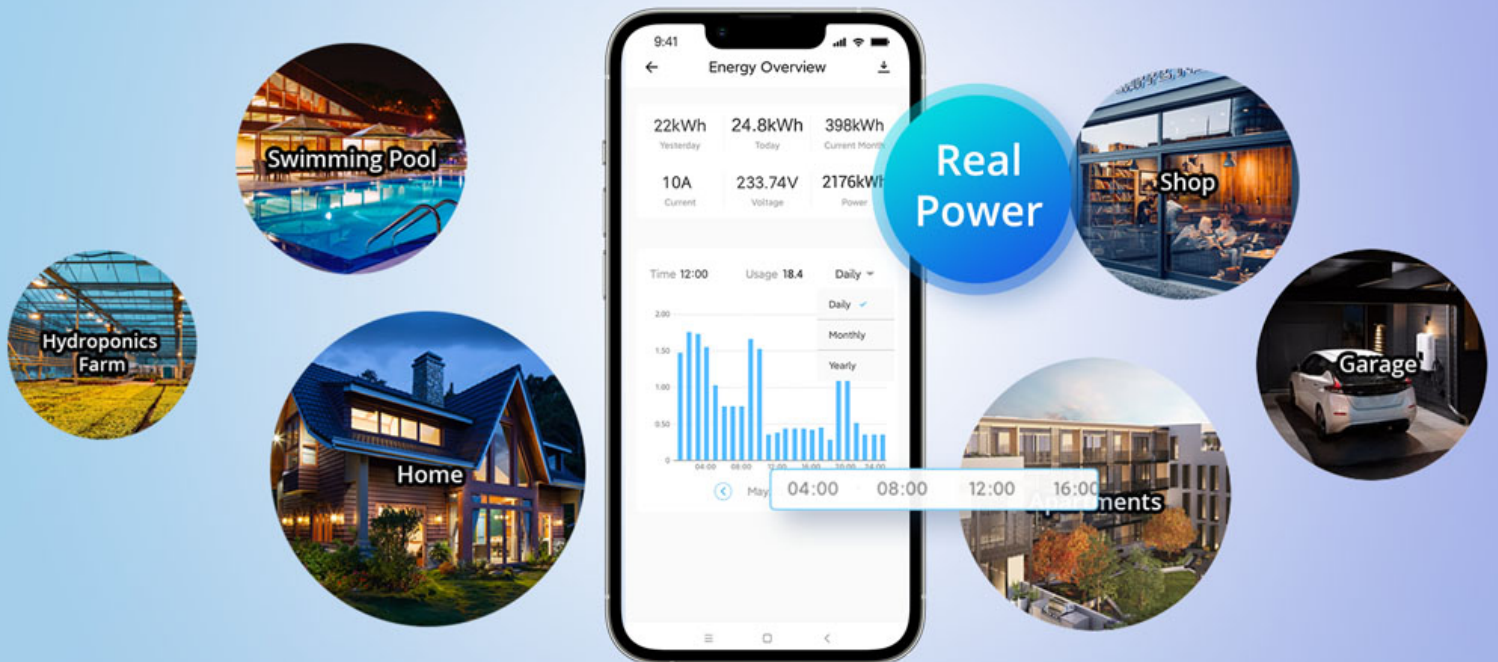 9:41
Energy Overview
22kWh
24.8kWh
398kWh
Yesterday
Today
Current Month
10A
233.74V
2176kWh
Current
Voltage
Power
Real
Power
Time 12:00
Usage 18.4
Daily
Daily
Monthly
Yearly
2.00
1.50
1.00
0.50
0
04:00 08:00 12:00 16:00 20:00 24:00
May
04:00 08:00 12:00 16:00
Swimming Pool
Hydroponics
Farm
Home
Shop
Garage
Apartments